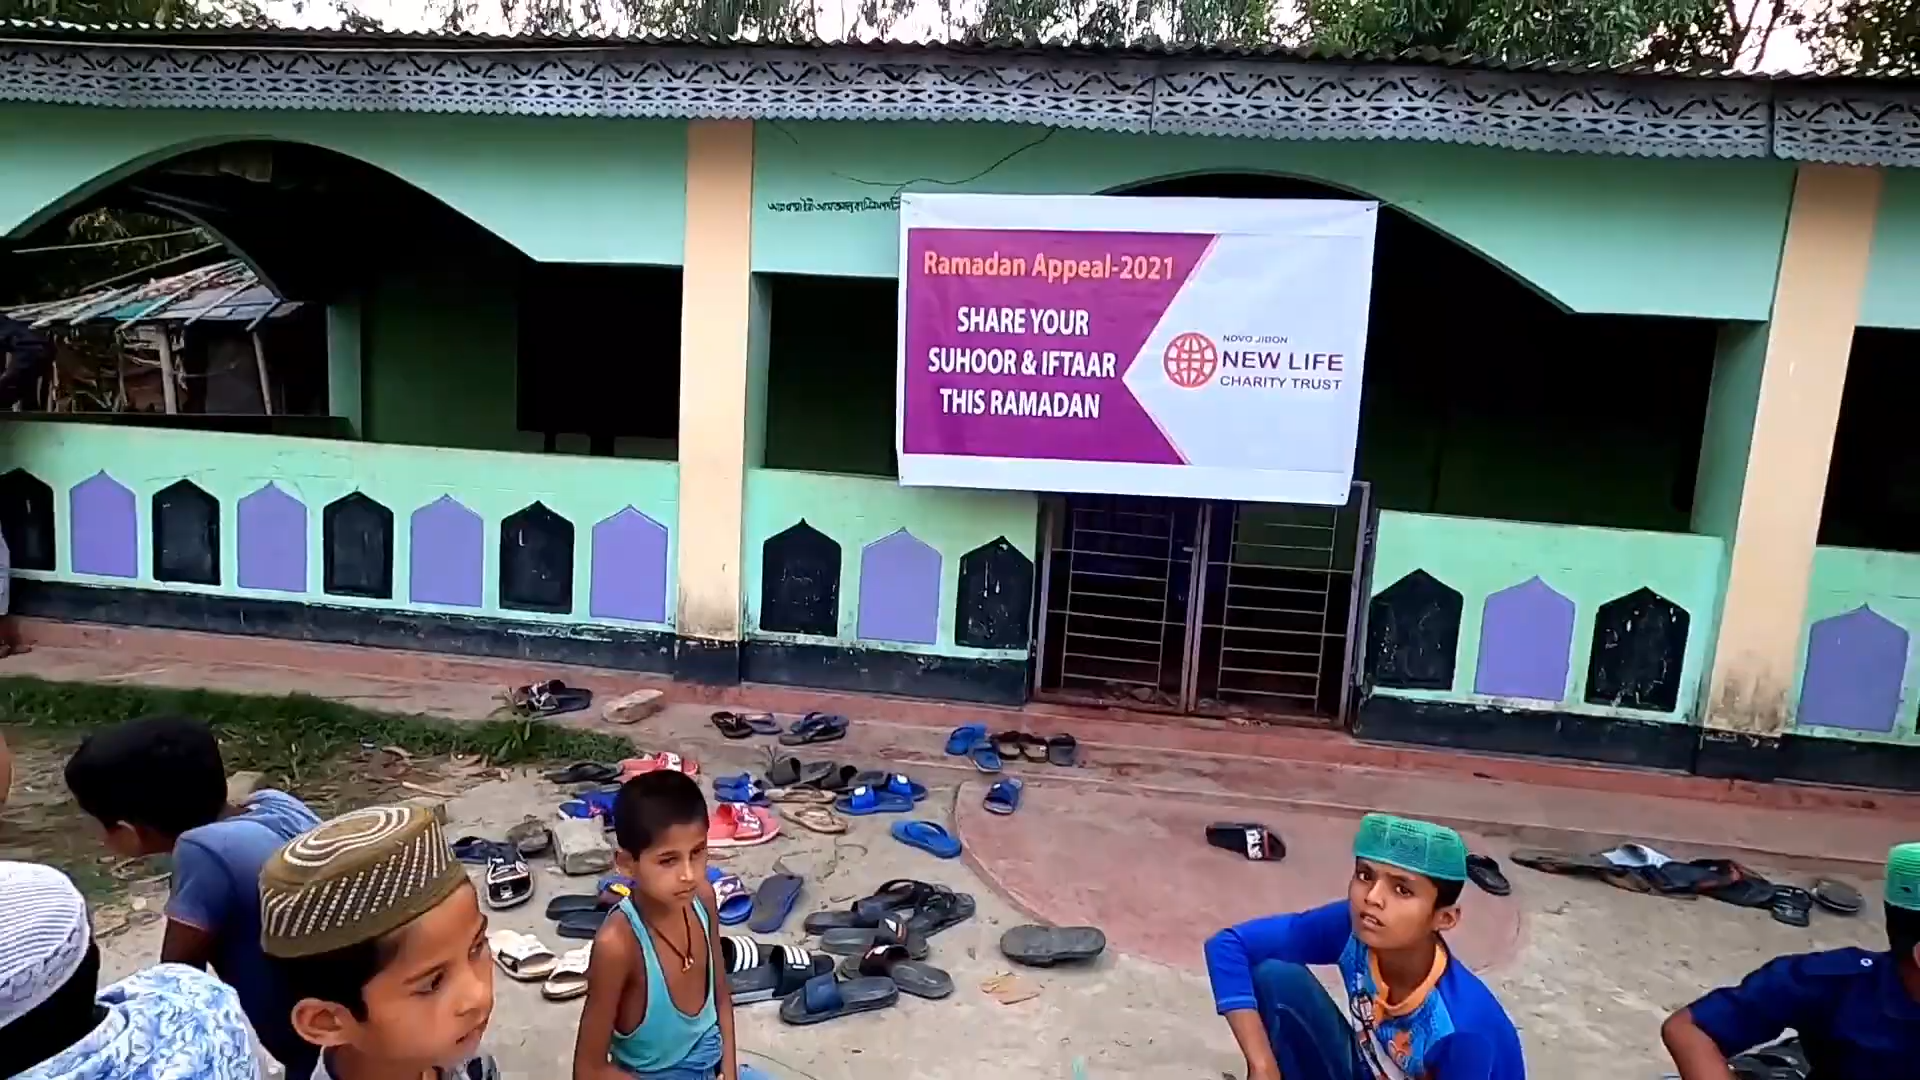 Ramadan Appeal-2021
SHARE YOUR
SUHOOR & IFTAAR
THIS RAMADAN
NOVO JIBON
NEW LIFE
CHARITY TRUST